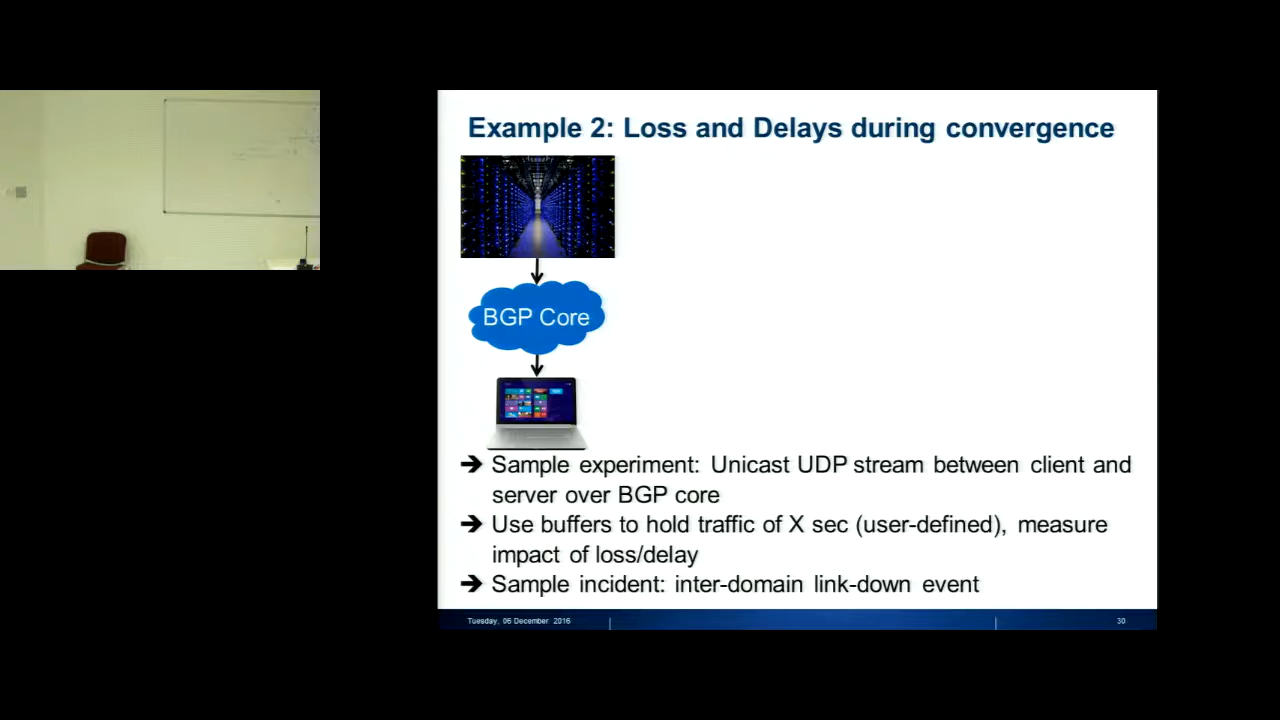 Example 2: Loss and Delays during convergence
BGP Core
➔ Sample experiment: Unicast UDP stream between client and
server over BGP core
➔ Use buffers to hold traffic of X sec (user-defined), measure
impact of loss/delay
➔ Sample incident: inter-domain link-down event
Tuesday, 06 December 2016
30